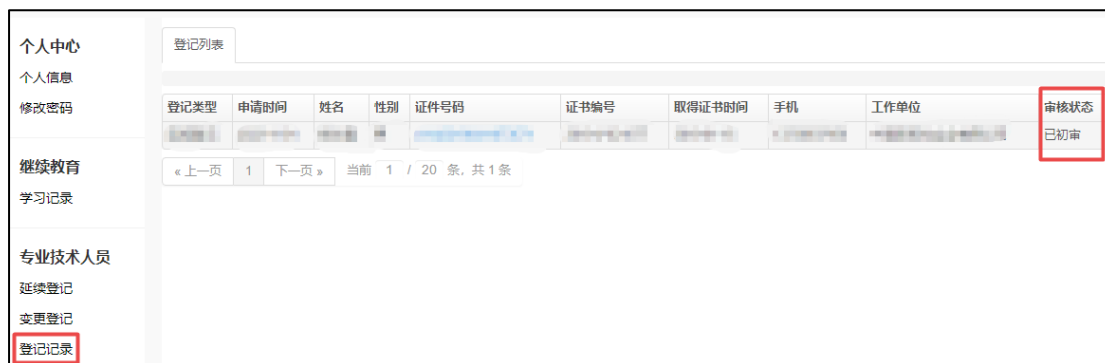 个人中心
个人信息
修改密码
继续教育
学习记录
专业技术人员
延续登记
变更登记
登记记录
登记列表
登记类型 申请时间 姓名 性别 证件号码 证书编号 取得证书时间 手机 工作单位 审核状态
已初审
« 上一页 1 下一页 » 当前 1 / 20 条, 共 1 条